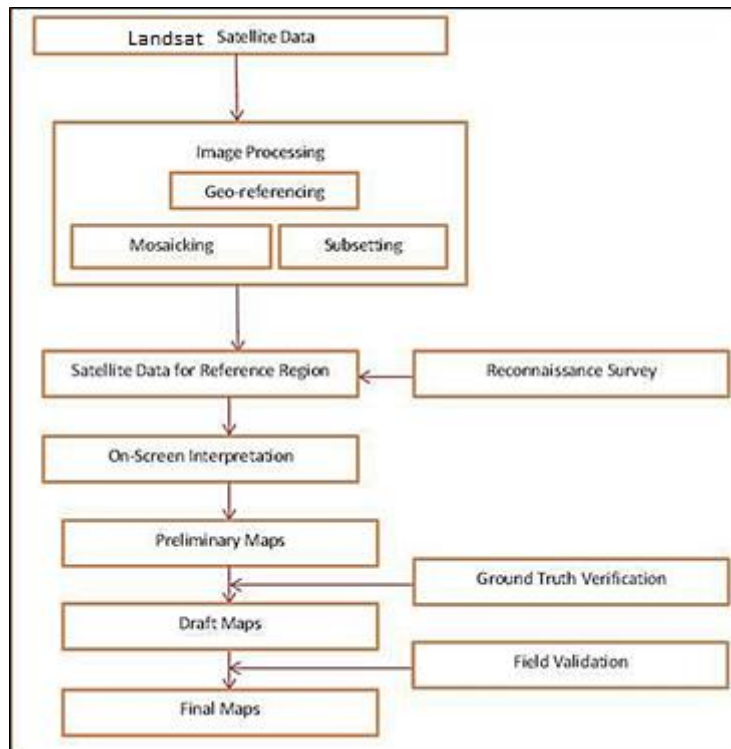 Landsat Satellite Data
Image Processing
Geo-referencing
Mosaicking
Subsetting
Satellite Data for Reference Region
Reconnaissance Survey
On-Screen Interpretation
Preliminary Maps
Ground Truth Verification
Draft Maps
Field Validation
Final Maps